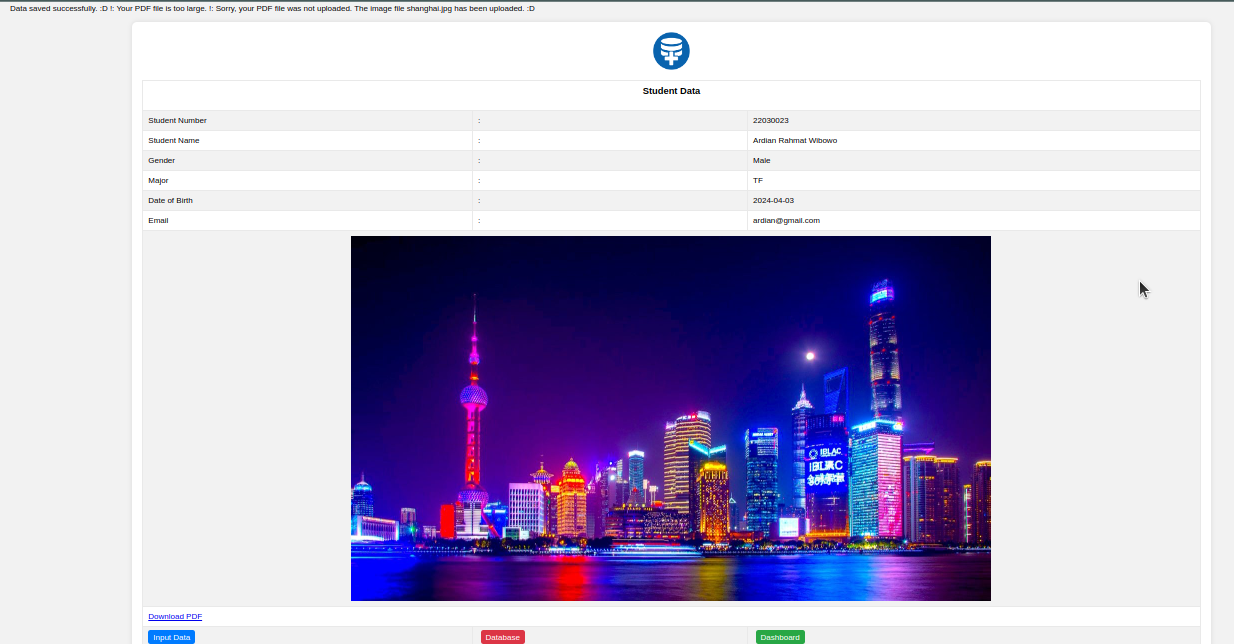 Data saved successfully. :D !: Your PDF file is too large. !: Sorry, your PDF file was not uploaded. The image file shanghai.jpg has been uploaded. :D
Student Data
Student Number : 22030023
Student Name : Ardian Rahmat Wibowo
Gender : Male
Major : TF
Date of Birth : 2024-04-03
Email : ardian@gmail.com
Download PDF
Input Data Database Dashboard